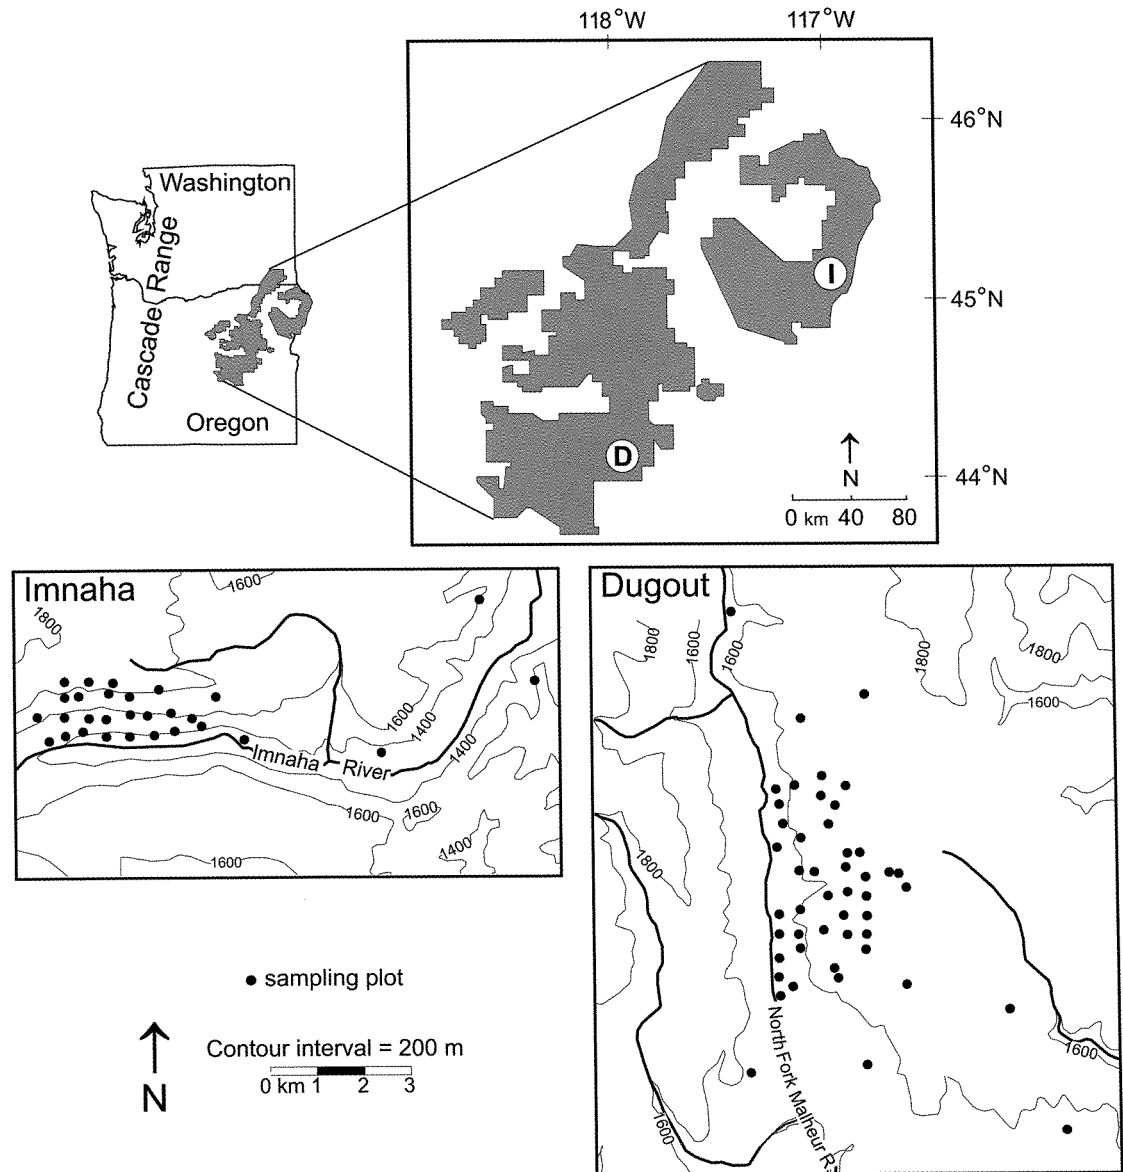 118°W
117°W
46°N
45°N
44°N
Washington
Cascade Range
Oregon
I
D
N
0 km 40 80
Imnaha
1600
1800
1600
1400
1400
Imnaha River
1600
1400
1400
1600
Dugout
1800
1600
1600
1800
1800
1600
1800
1600
1600
North Fork Malheur R.
sampling plot
Contour interval = 200 m
0 km 1 2 3
N